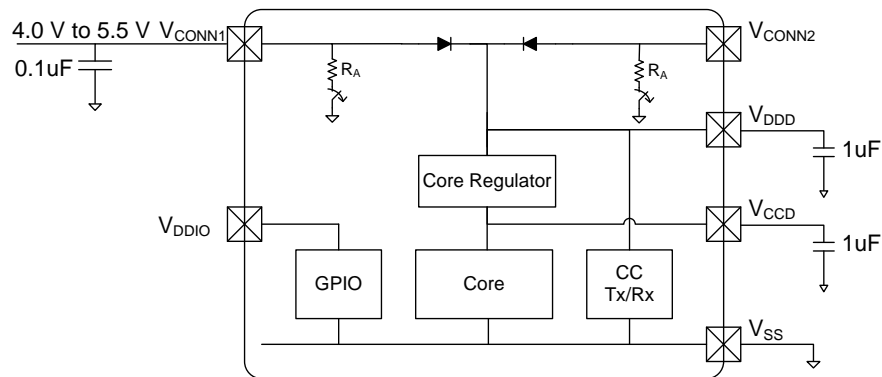 4.0 V to 5.5 V VCONN1
VCONN2
0.1uF
RA
RA
VDDD
1uF
Core Regulator
VDDIO
VCCD
1uF
GPIO
Core
CC
Tx/Rx
VSS